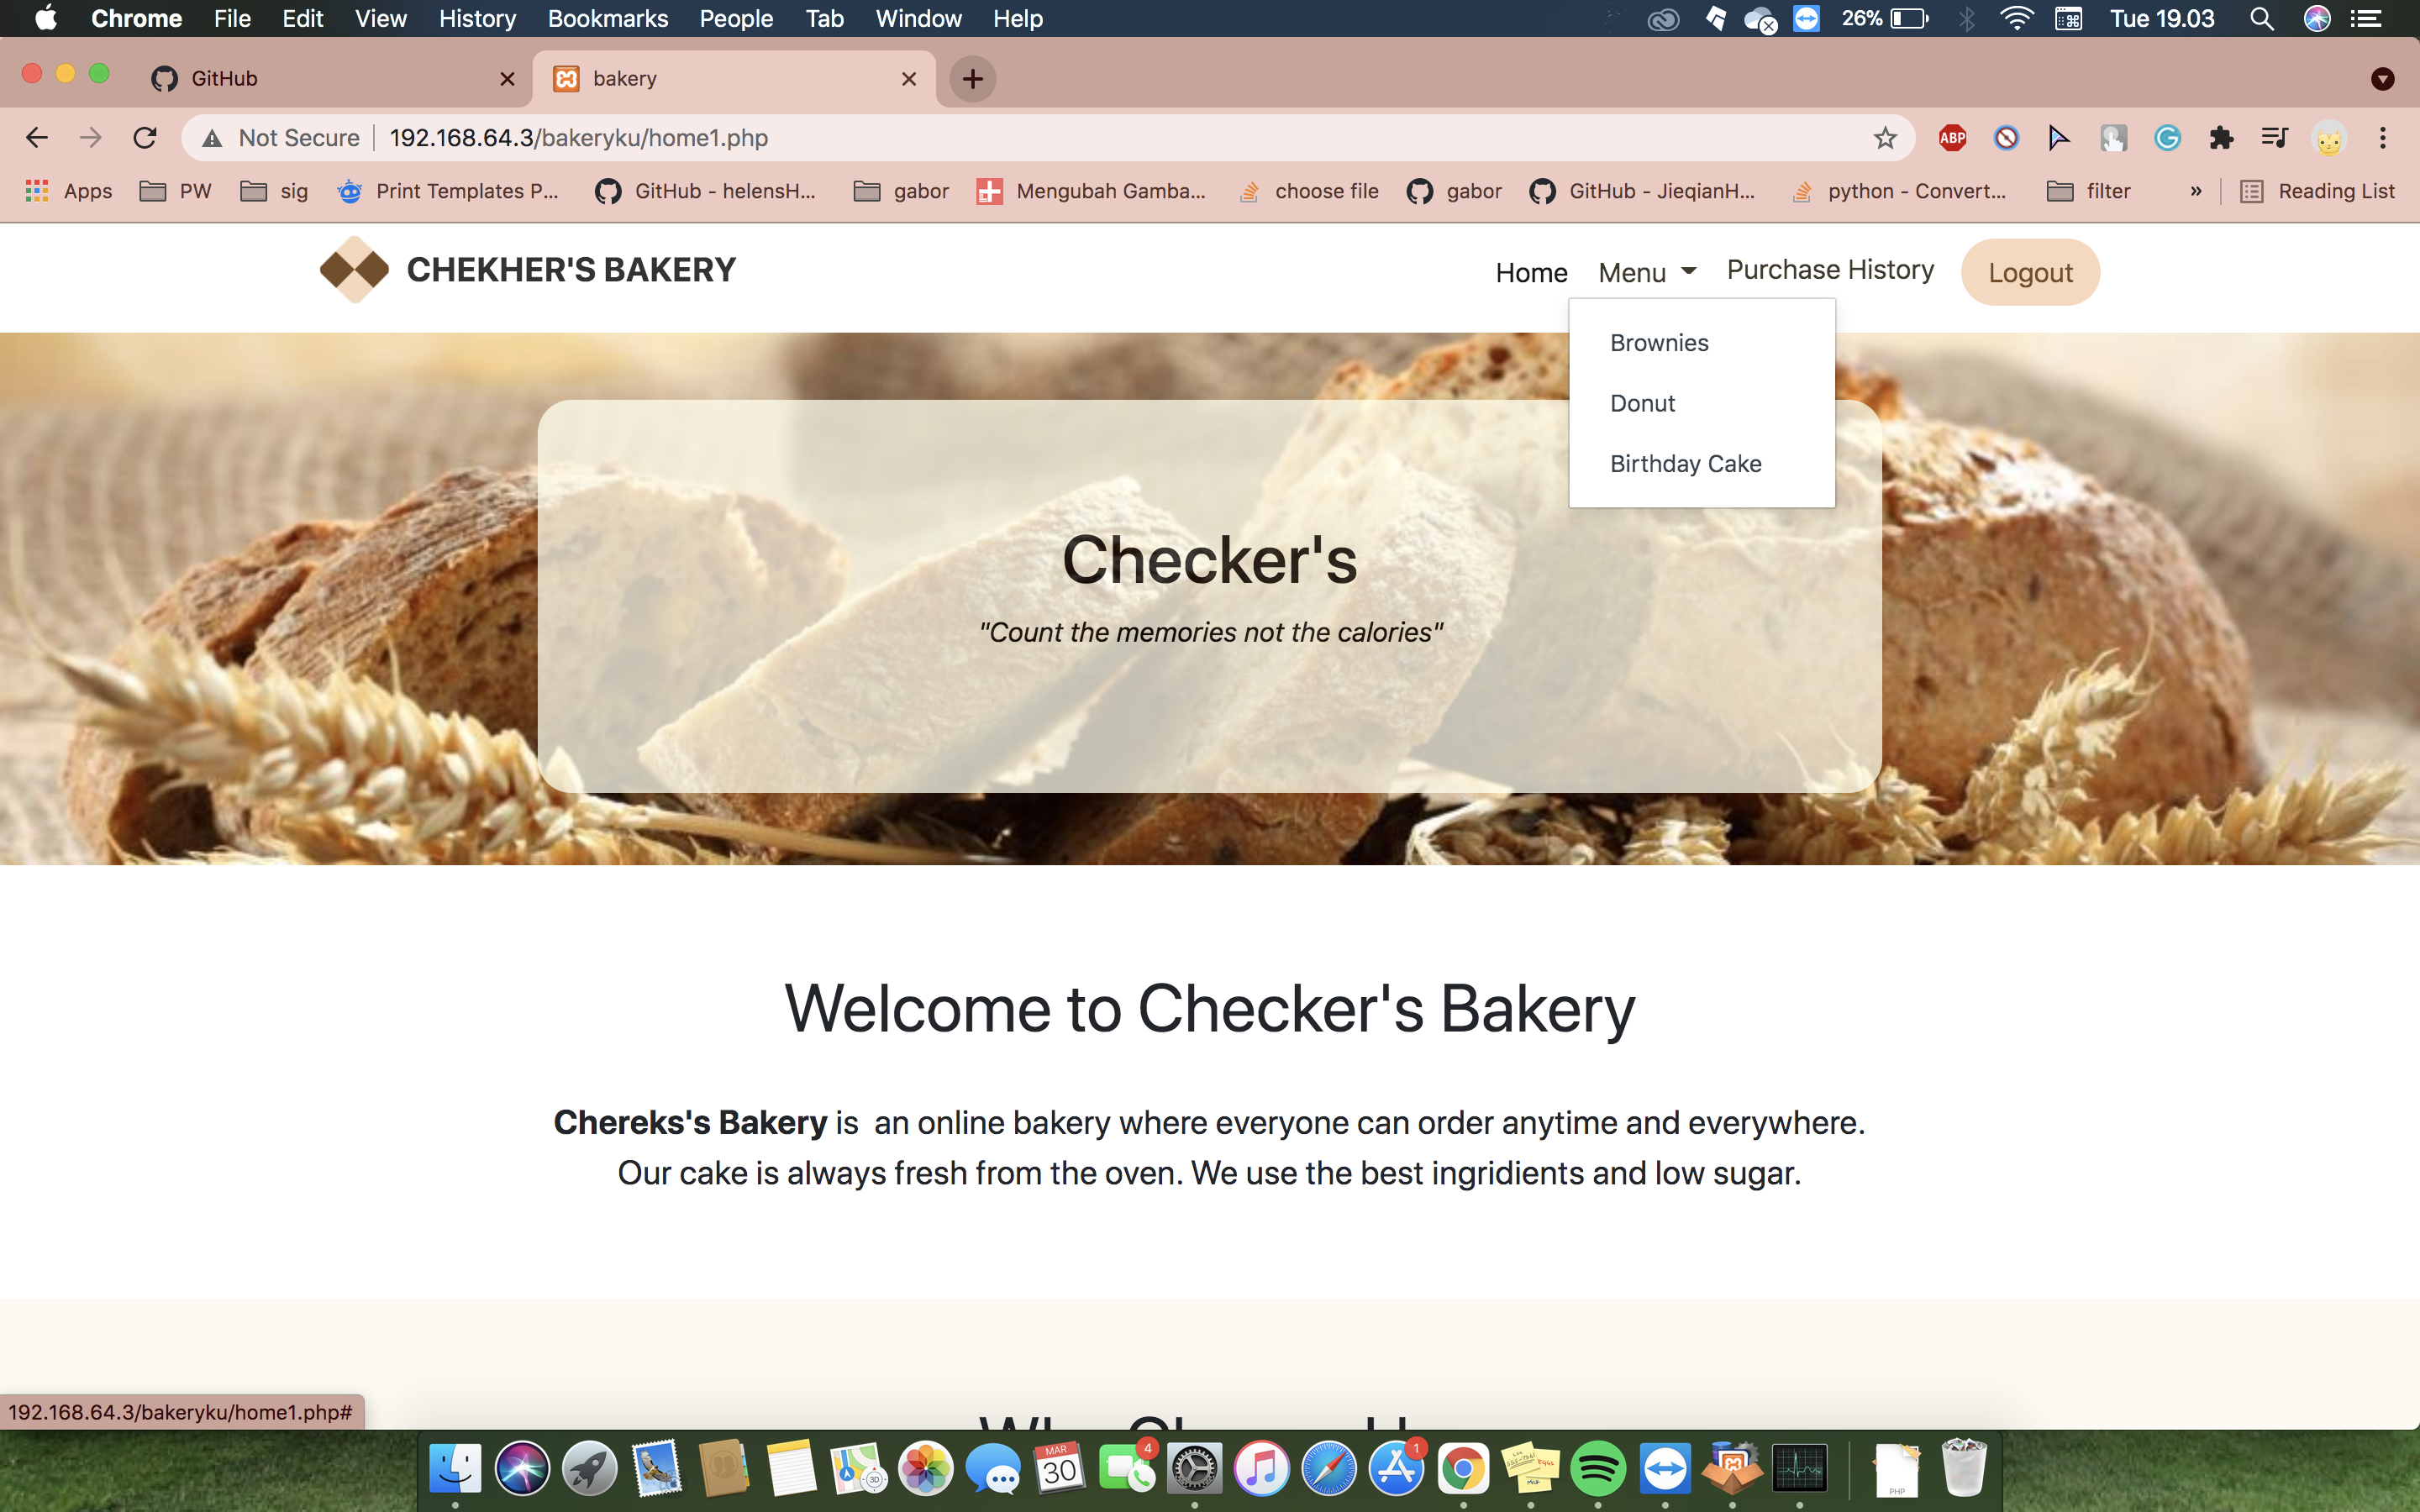 Chrome File Edit View History Bookmarks People Tab Window Help 26% Tue 19.03
GitHub bakery
Not Secure 192.168.64.3/bakeryku/home1.php ABP
Apps PW sig Print Templates P... GitHub - helensH... gabor Mengubah Gamba... choose file gabor GitHub - JieqianH... python - Convert... filter » Reading List
CHEKHER'S BAKERY Home Menu Purchase History Logout
Brownies
Donut
Birthday Cake
Checker's
"Count the memories not the calories"
Welcome to Checker's Bakery
Chereks's Bakery is an online bakery where everyone can order anytime and everywhere.
Our cake is always fresh from the oven. We use the best ingridients and low sugar.
192.168.64.3/bakeryku/home1.php#
MAR
30
3D
4
1
PHP